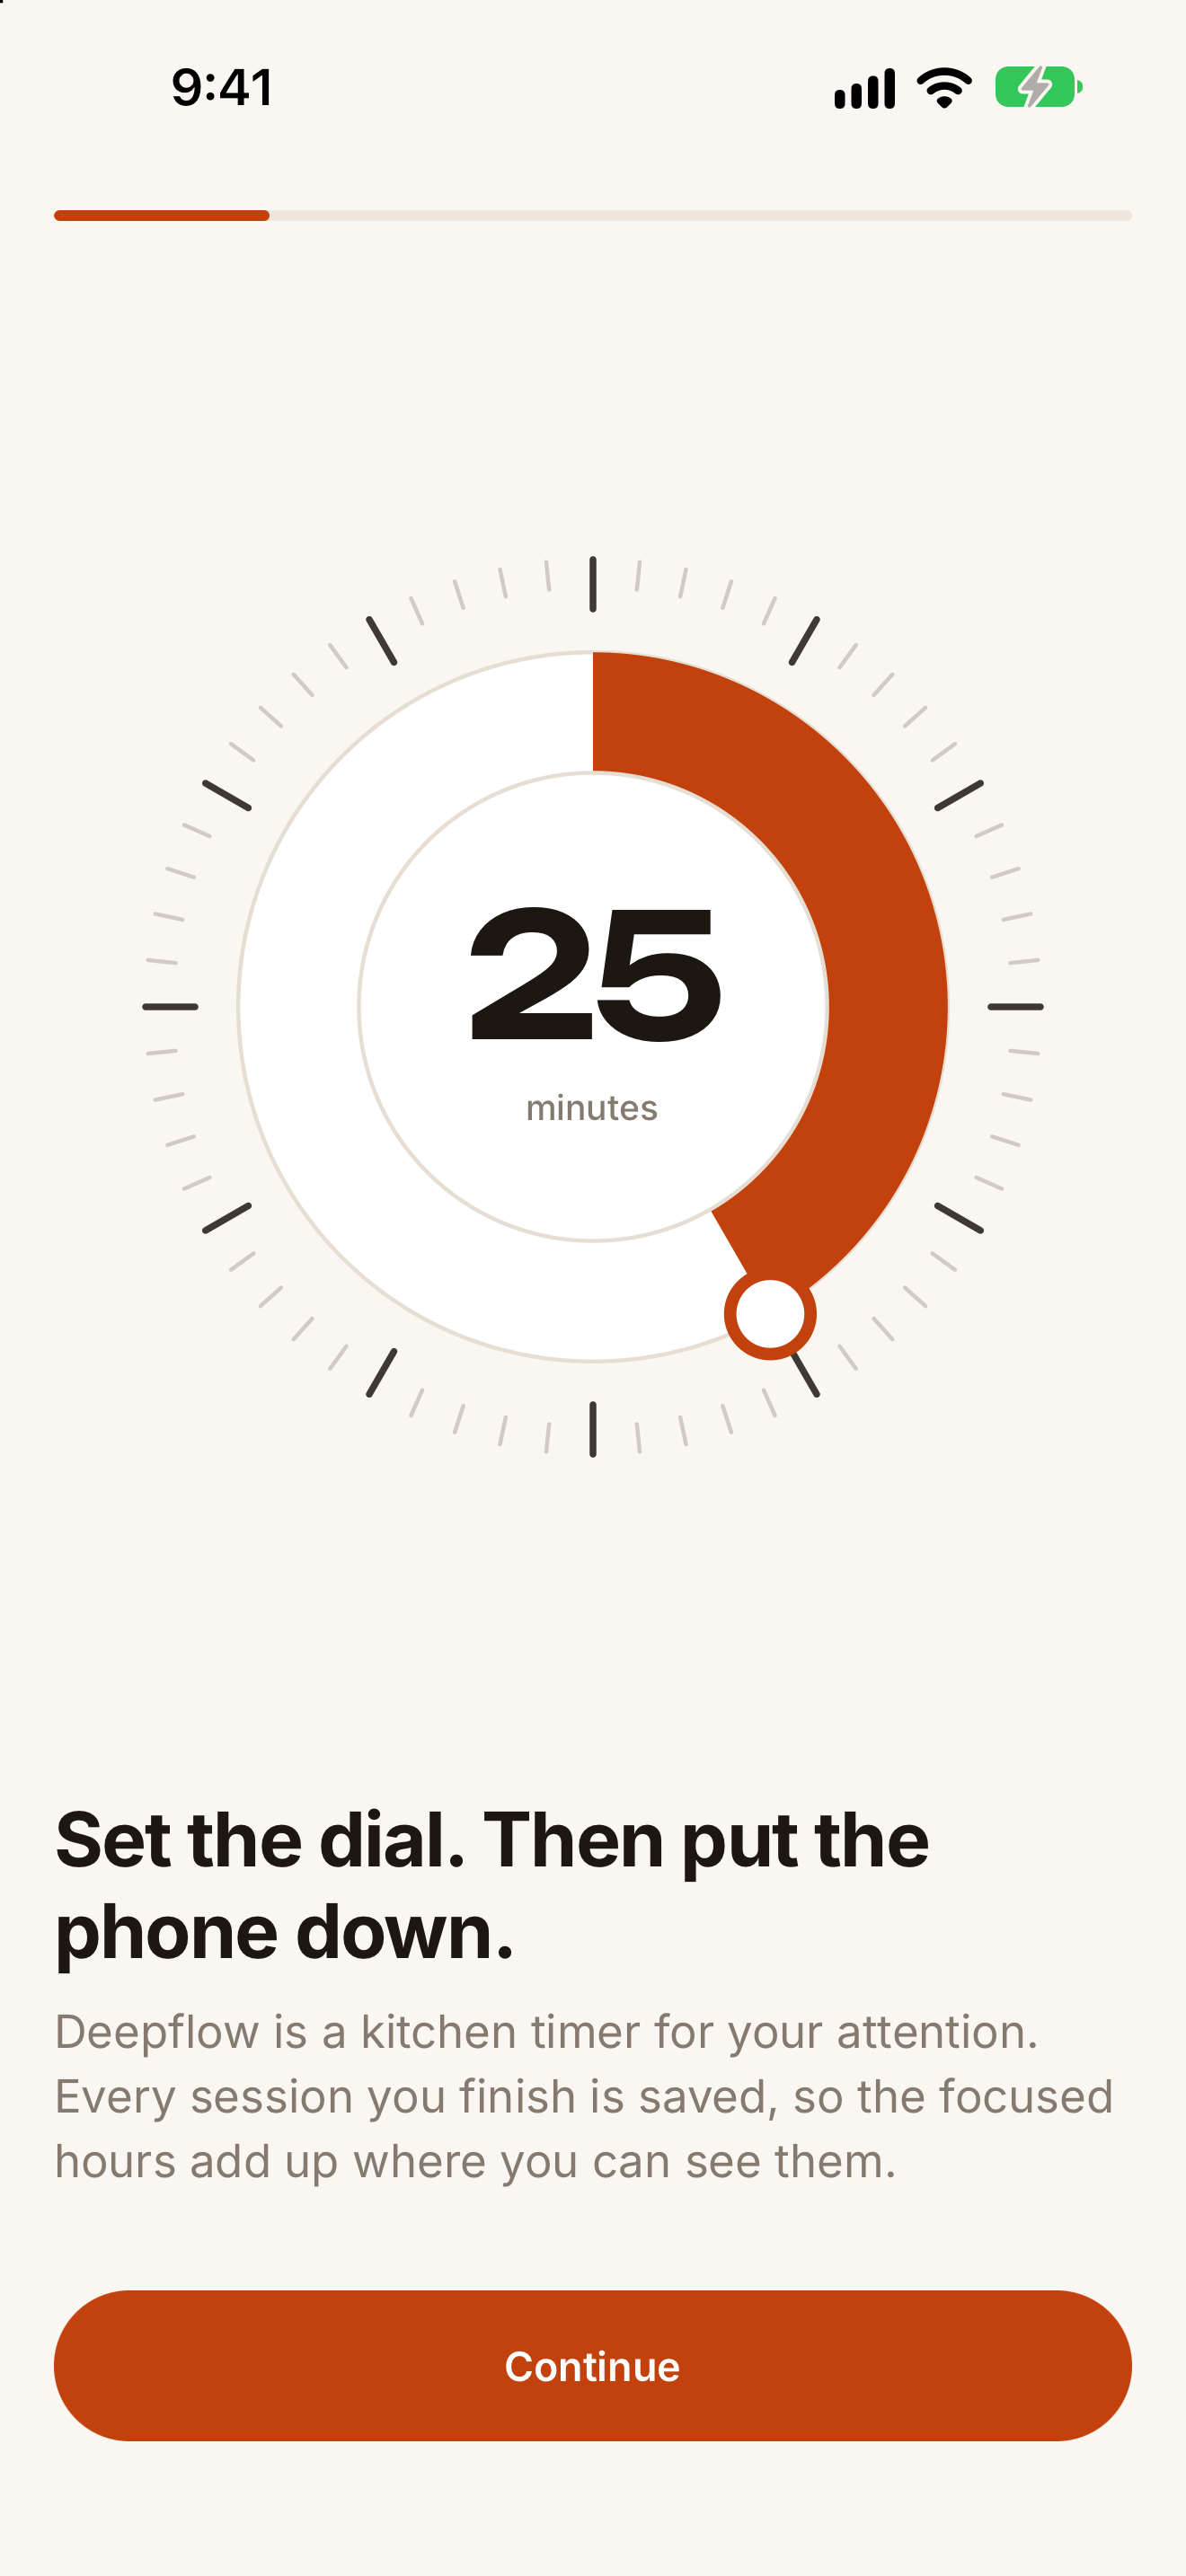 9:41
25
minutes
Set the dial. Then put the
phone down.
Deepflow is a kitchen timer for your attention.
Every session you finish is saved, so the focused
hours add up where you can see them.
Continue